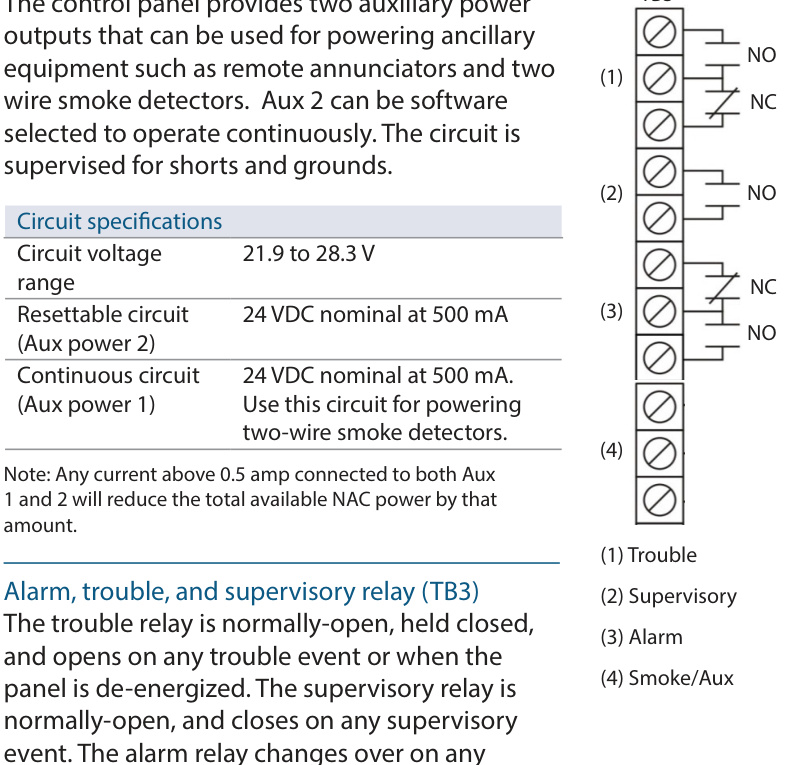 The control panel provides two auxiliary power
outputs that can be used for powering ancillary
equipment such as remote annunciators and two
wire smoke detectors. Aux 2 can be software
selected to operate continuously. The circuit is
supervised for shorts and grounds.
Circuit specifications
Circuit voltage
range
21.9 to 28.3 V
Resettable circuit
(Aux power 2)
24 VDC nominal at 500 mA
Continuous circuit
(Aux power 1)
24 VDC nominal at 500 mA.
Use this circuit for powering
two-wire smoke detectors.
Note: Any current above 0.5 amp connected to both Aux
1 and 2 will reduce the total available NAC power by that
amount.
Alarm, trouble, and supervisory relay (TB3)
The trouble relay is normally-open, held closed,
and opens on any trouble event or when the
panel is de-energized. The supervisory relay is
normally-open, and closes on any supervisory
event. The alarm relay changes over on any
(1)
NO
NC
(2)
NO
(3)
NC
NO
(4)
(1) Trouble
(2) Supervisory
(3) Alarm
(4) Smoke/Aux